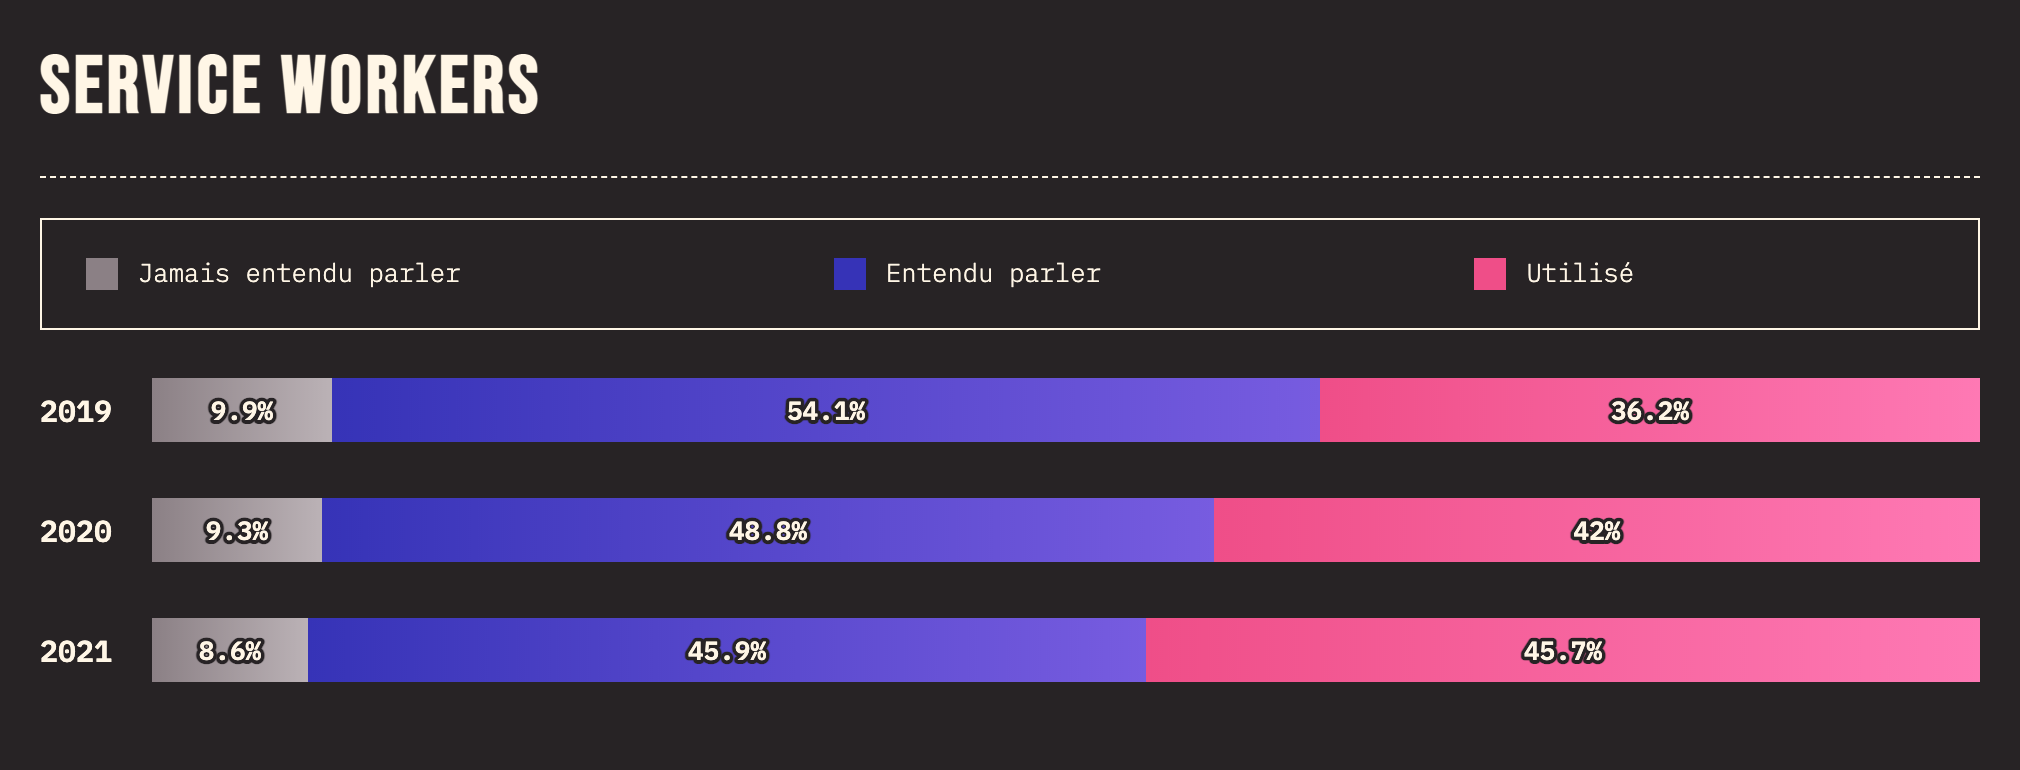 SERVICE WORKERS
Jamais entendu parler Entendu parler Utilisé
2019 9.9% 54.1% 36.2%
2020 9.3% 48.8% 42%
2021 8.6% 45.9% 45.7%